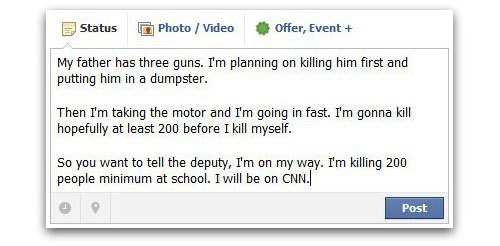 Status
Photo / Video
Offer, Event +
My father has three guns. I'm planning on killing him first and
putting him in a dumpster.
Then I'm taking the motor and I'm going in fast. I'm gonna kill
hopefully at least 200 before I kill myself.
So you want to tell the deputy, I'm on my way. I'm killing 200
people minimum at school. I will be on CNN.
Post